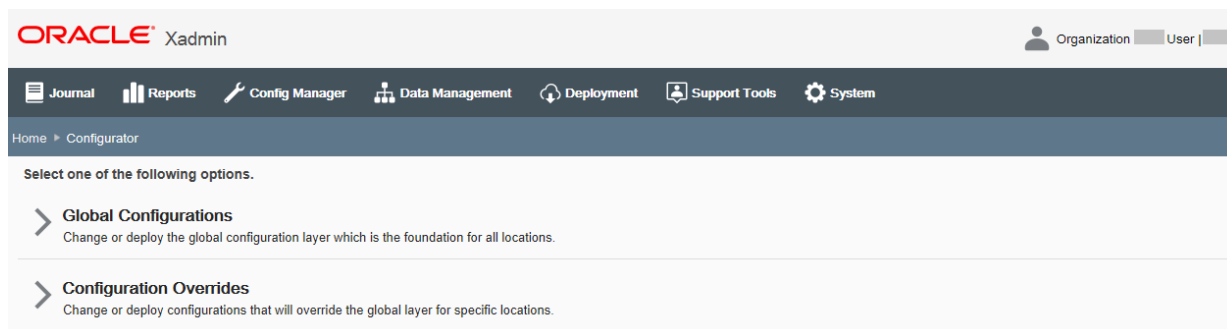 ORACLE® Xadmin
Organization User |
Journal Reports Config Manager Data Management Deployment Support Tools System
Home ▸ Configurator
Select one of the following options.
Global Configurations
Change or deploy the global configuration layer which is the foundation for all locations.
Configuration Overrides
Change or deploy configurations that will override the global layer for specific locations.